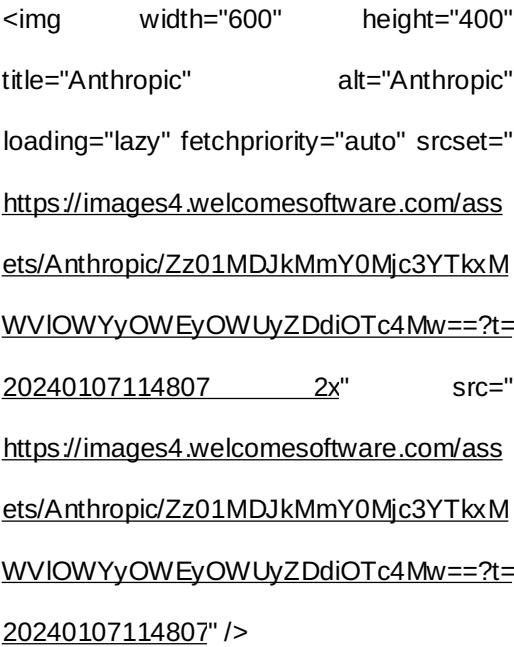 <img width="600" height="400"
title="Anthropic" alt="Anthropic"
loading="lazy" fetchpriority="auto" srcset="
https://images4.welcomesoftware.com/ass
ets/Anthropic/Zz01MDJkMmY0Mjc3YTkxM
WVlOWYyOWEyOWUyZDdiOTc4Mw==?t=
20240107114807 2x" src="
https://images4.welcomesoftware.com/ass
ets/Anthropic/Zz01MDJkMmY0Mjc3YTkxM
WVlOWYyOWEyOWUyZDdiOTc4Mw==?t=
20240107114807" />